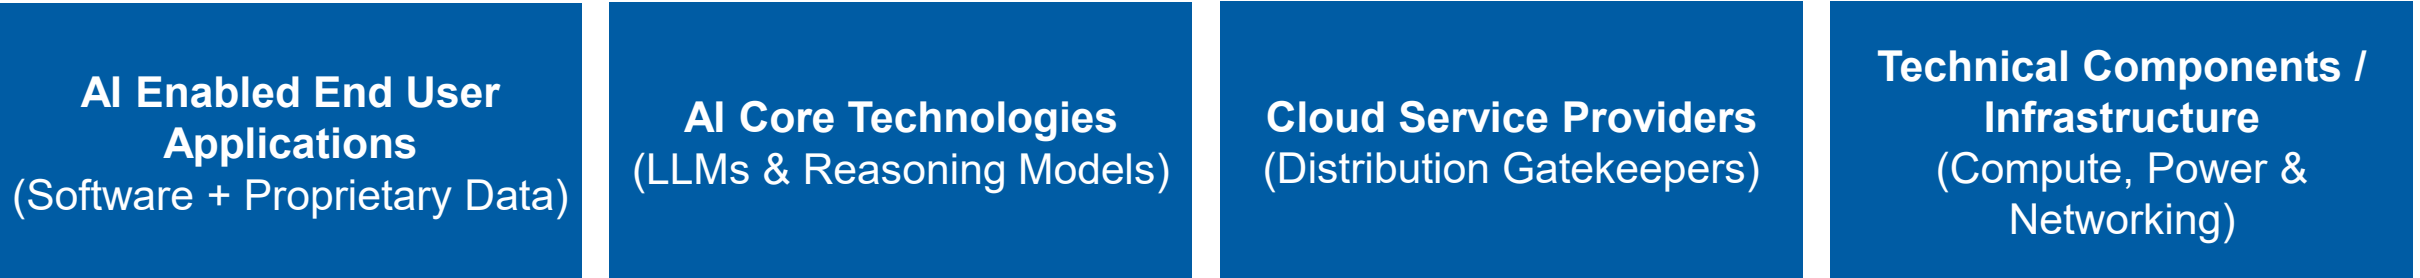 AI Enabled End User
Applications
(Software + Proprietary Data)
AI Core Technologies
(LLMs & Reasoning Models)
Cloud Service Providers
(Distribution Gatekeepers)
Technical Components /
Infrastructure
(Compute, Power &
Networking)